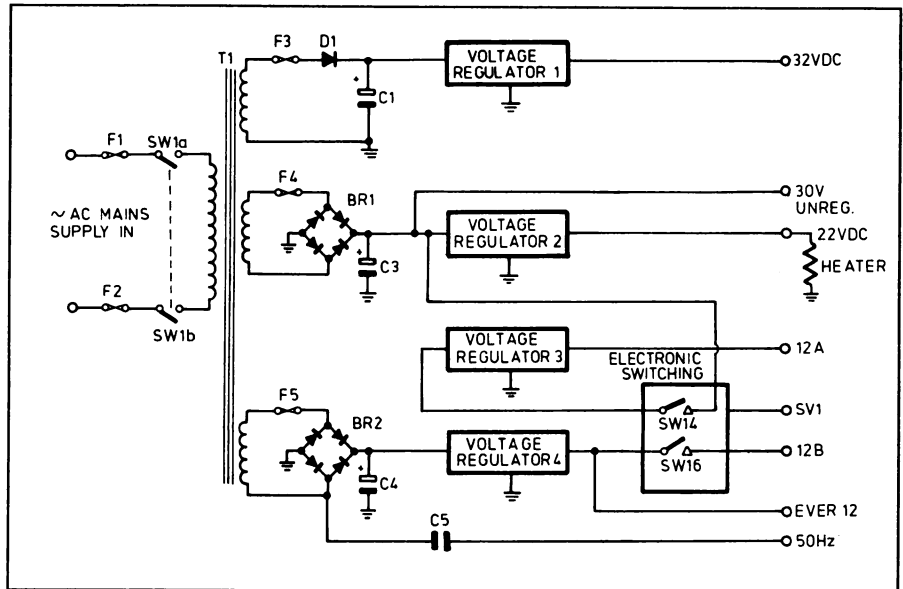 T1
F3
D1
VOLTAGE
REGULATOR 1
32VDC
+
C1
F1
SW1a
~ AC MAINS
SUPPLY IN
F2
SW1b
F4
BR1
+
C3
VOLTAGE
REGULATOR 2
30V
UNREG.
22VDC
HEATER
VOLTAGE
REGULATOR 3
ELECTRONIC
SWITCHING
12A
SW14
SV1
F5
BR2
+
C4
VOLTAGE
REGULATOR 4
SW16
12B
EVER 12
C5
50Hz